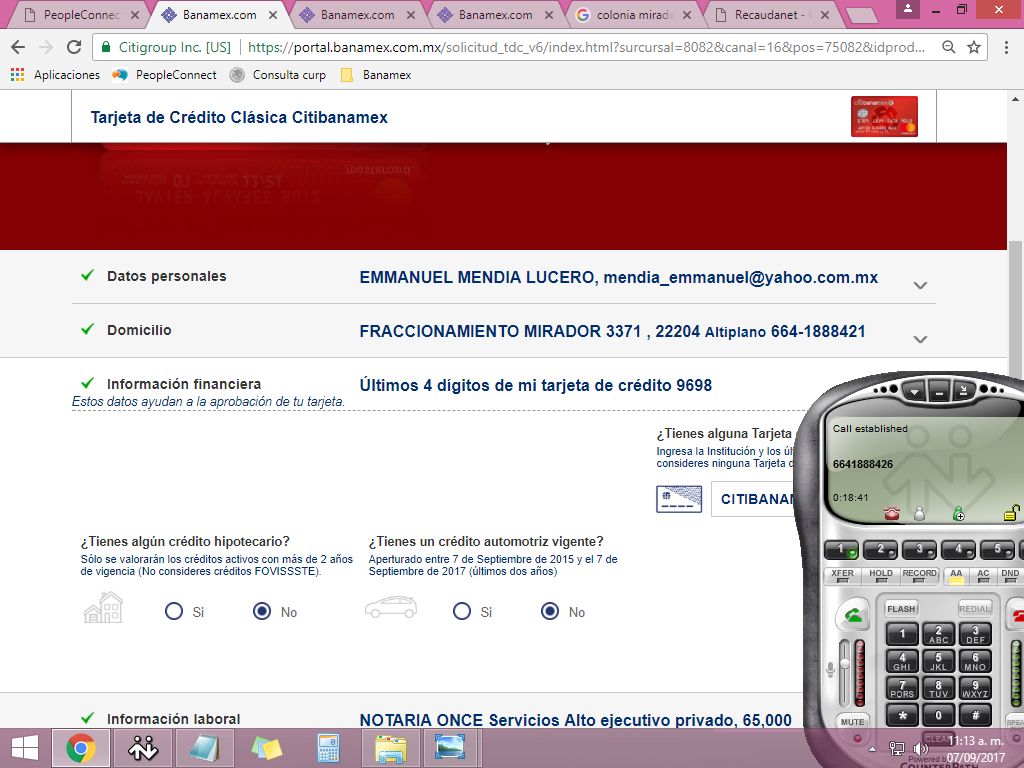 PeopleConnec
Banamex.com
Banamex.com
Banamex.com
colonia mirado
Recaudanet -
Citigroup Inc. [US]
https://portal.banamex.com.mx/solicitud_tdc_v6/index.html?surcursal=8082&canal=16&pos=75082&idprod...
Aplicaciones
PeopleConnect
Consulta curp
Banamex
Tarjeta de Crédito Clásica Citibanamex
Datos personales
EMMANUEL MENDIA LUCERO, mendia_emmanuel@yahoo.com.mx
Domicilio
FRACCIONAMIENTO MIRADOR 3371 , 22204 Altiplano 664-1888421
Información financiera
Últimos 4 dígitos de mi tarjeta de crédito 9698
Estos datos ayudan a la aprobación de tu tarjeta.
¿Tienes alguna Tarjeta
Ingresa la Institución y los úl
consideres ninguna Tarjeta d
CITIBANAM
¿Tienes algún crédito hipotecario?
Sólo se valorarán los créditos activos con más de 2 años
de vigencia (No consideres créditos FOVISSSTE).
Si
No
¿Tienes un crédito automotriz vigente?
Aperturado entre 7 de Septiembre de 2015 y el 7 de
Septiembre de 2017 (últimos dos años)
Si
No
Información laboral
NOTARIA ONCE Servicios Alto ejecutivo privado, 65,000
Call established
6641888426
0:18:41
1 2 3 4 5
XFER HOLD RECORD AA AC DND
FLASH REDIAL
1 2 ABC 3 DEF
4 GHI 5 JKL 6 MNO
7 PQRS 8 TUV 9 WXYZ
* 0 #
MUTE
CLEAR
SPEA
Powered by
COUNTERPATH
11:13 a. m.
07/09/2017